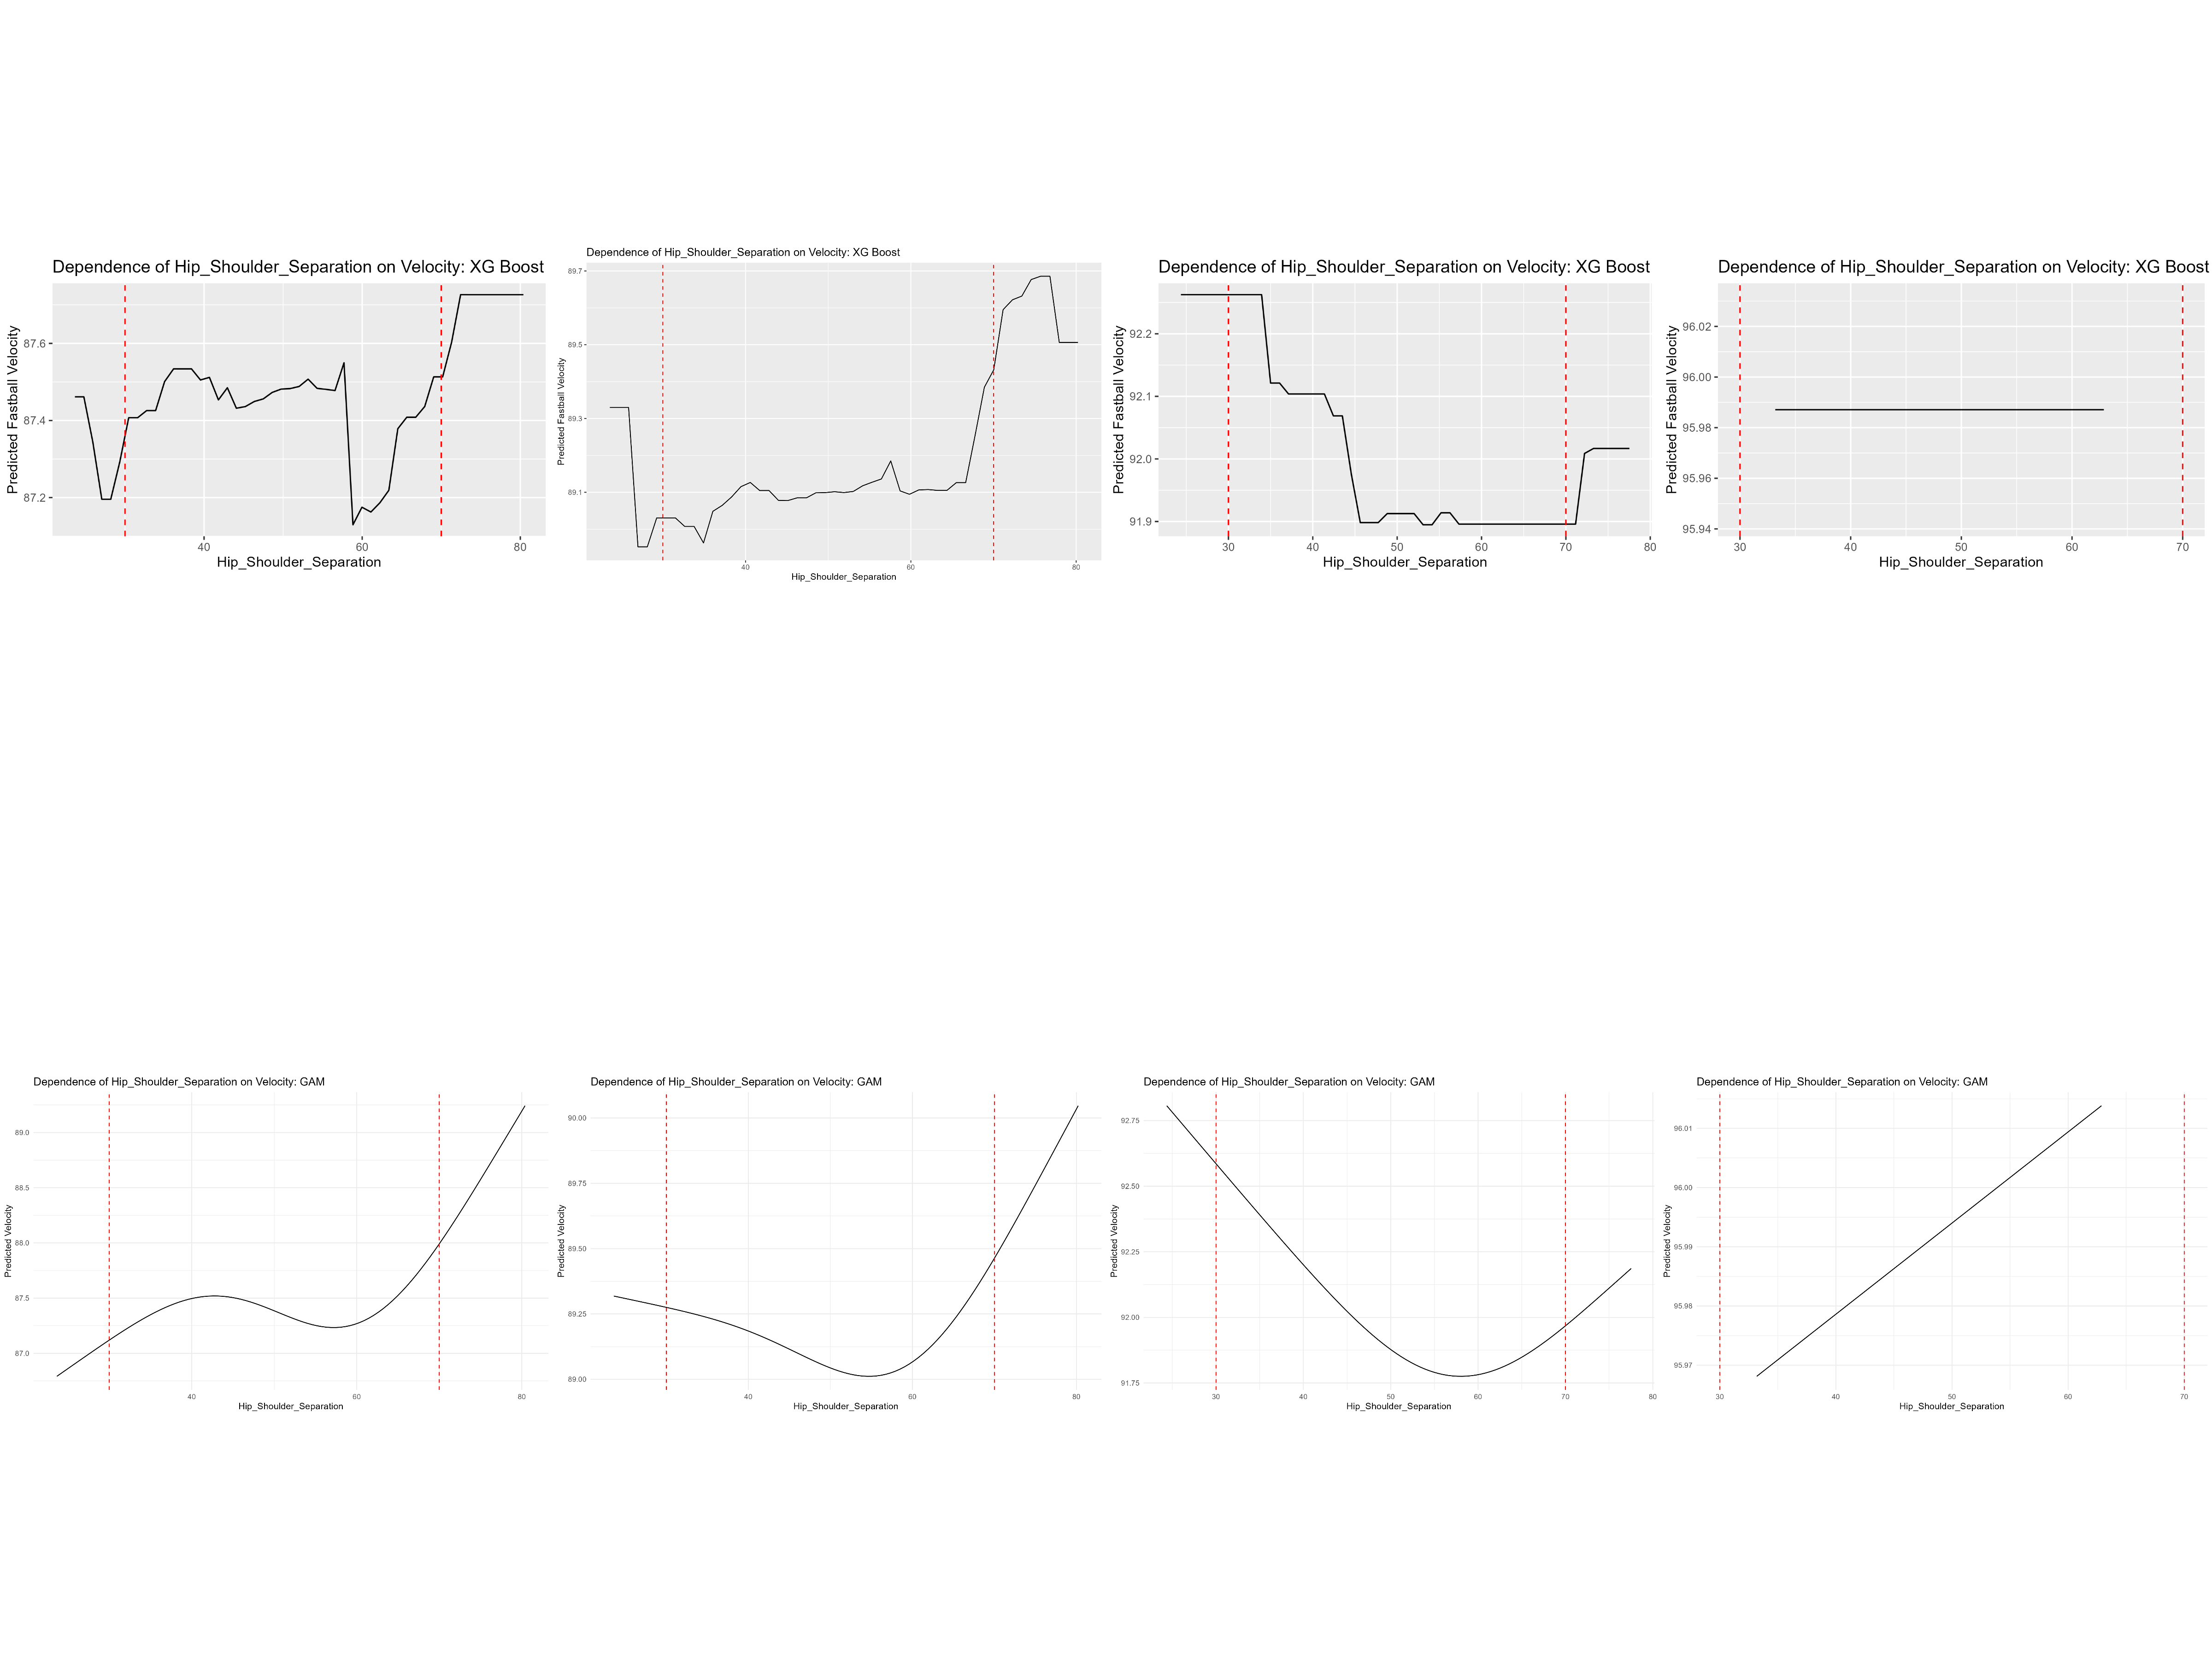 Dependence of Hip_Shoulder_Separation on Velocity: XG Boost
Predicted Fastball Velocity
87.6
87.4
87.2
40
60
80
Hip_Shoulder_Separation
Dependence of Hip_Shoulder_Separation on Velocity: XG Boost
Predicted Fastball Velocity
89.7
89.5
89.3
89.1
40
60
80
Hip_Shoulder_Separation
Dependence of Hip_Shoulder_Separation on Velocity: XG Boost
Predicted Fastball Velocity
92.2
92.1
92.0
91.9
30
40
50
60
70
80
Hip_Shoulder_Separation
Dependence of Hip_Shoulder_Separation on Velocity: XG Boost
Predicted Fastball Velocity
96.02
96.00
95.98
95.96
95.94
30
40
50
60
70
Hip_Shoulder_Separation
Dependence of Hip_Shoulder_Separation on Velocity: GAM
Predicted Velocity
89.0
88.5
88.0
87.5
87.0
40
60
80
Hip_Shoulder_Separation
Dependence of Hip_Shoulder_Separation on Velocity: GAM
Predicted Velocity
90.00
89.75
89.50
89.25
89.00
40
60
80
Hip_Shoulder_Separation
Dependence of Hip_Shoulder_Separation on Velocity: GAM
Predicted Velocity
92.75
92.50
92.25
92.00
91.75
30
40
50
60
70
80
Hip_Shoulder_Separation
Dependence of Hip_Shoulder_Separation on Velocity: GAM
Predicted Velocity
96.01
96.00
95.99
95.98
95.97
30
40
50
60
70
Hip_Shoulder_Separation